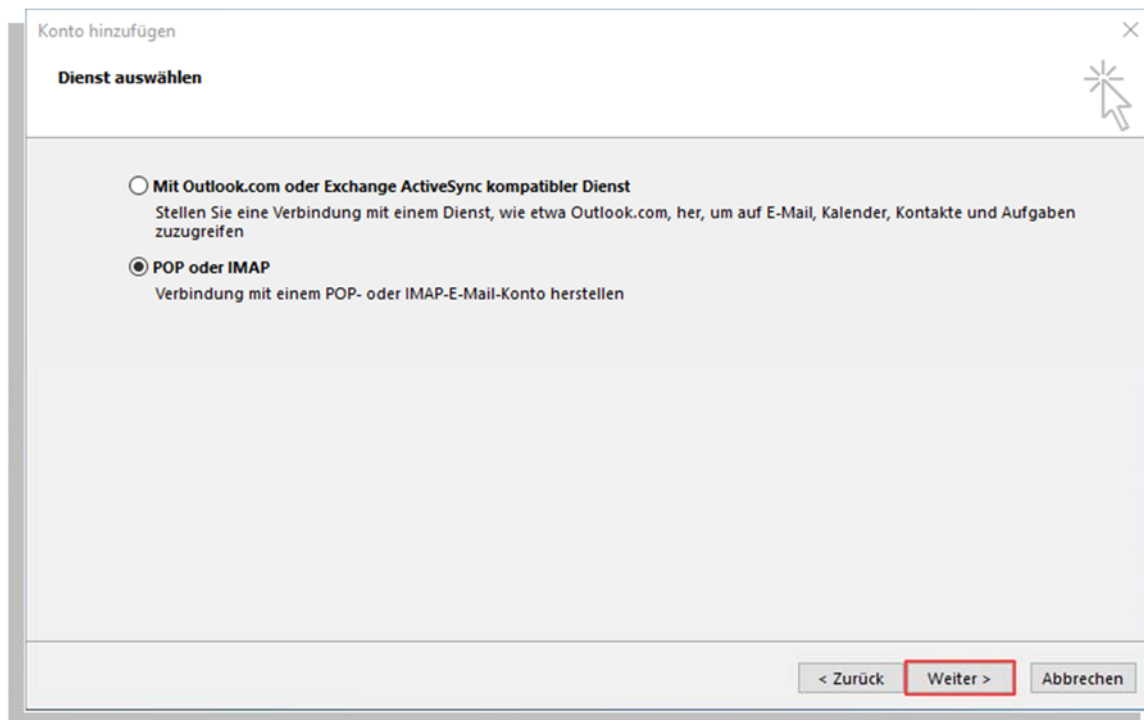 Konto hinzufügen
Dienst auswählen
Mit Outlook.com oder Exchange ActiveSync kompatibler Dienst
Stellen Sie eine Verbindung mit einem Dienst, wie etwa Outlook.com, her, um auf E-Mail, Kalender, Kontakte und Aufgaben
zuzugreifen
POP oder IMAP
Verbindung mit einem POP- oder IMAP-E-Mail-Konto herstellen
< Zurück Weiter > Abbrechen